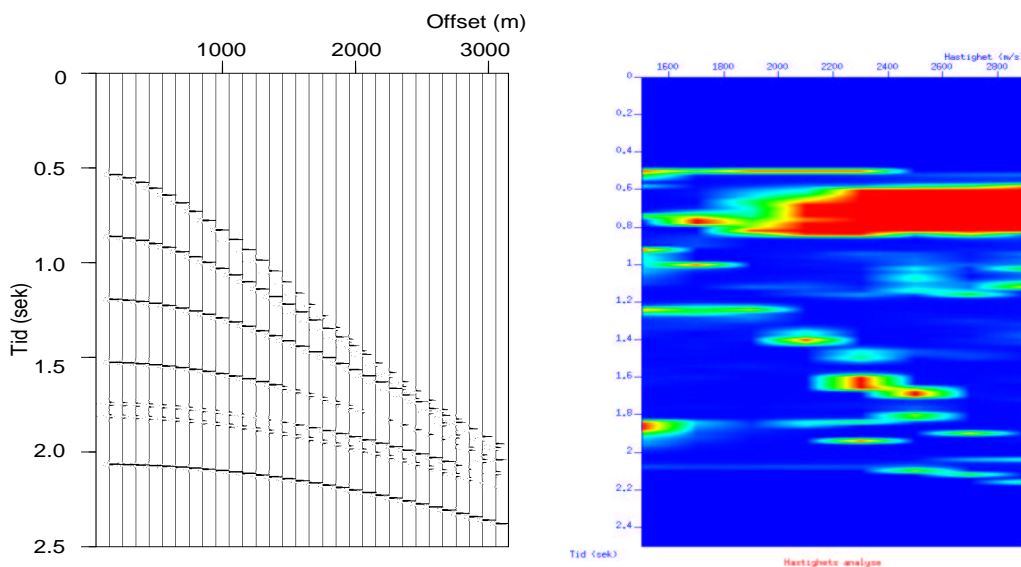 Offset (m)
1000 2000 3000
0
0.5
1.0
1.5
2.0
2.5
Tid (sek)
Hastighet (m/s
1600 1800 2000 2200 2400 2600 2800
0
0.2
0.4
0.6
0.8
1
1.2
1.4
1.6
1.8
2
2.2
2.4
Tid (sek)
Hastighets analyse